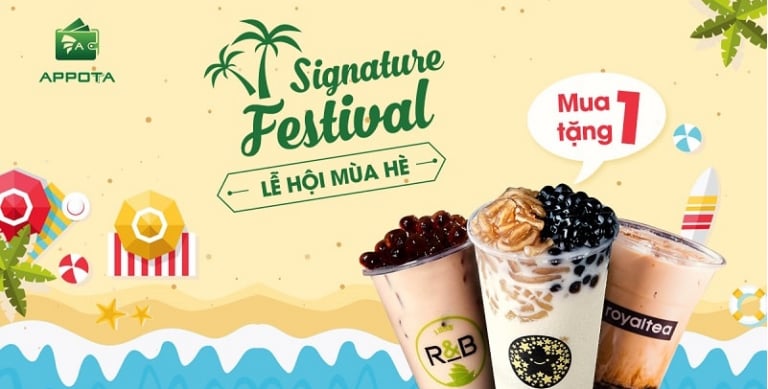 APPOTA
Signature
Festival
LỄ HỘI MÙA HÈ
Mua
tặng 1
R&B
royaltea